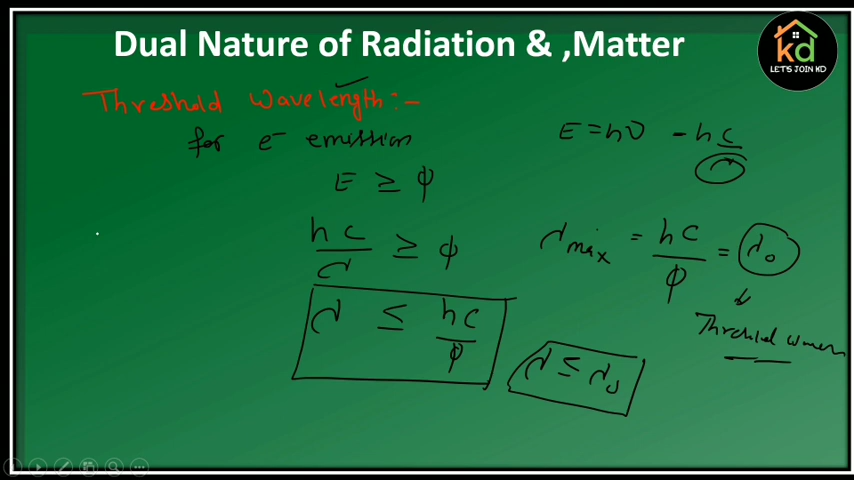 Dual Nature of Radiation & ,Matter
kd
LET'S JOIN KD
Threshold Wavelength:-
for e⁻ emission
E = hν = hc/λ
E ≥ φ
hc/λ ≥ φ
λmax = hc/φ = λ₀
λ ≤ hc/φ
Threshold
λ ≤ λ₀